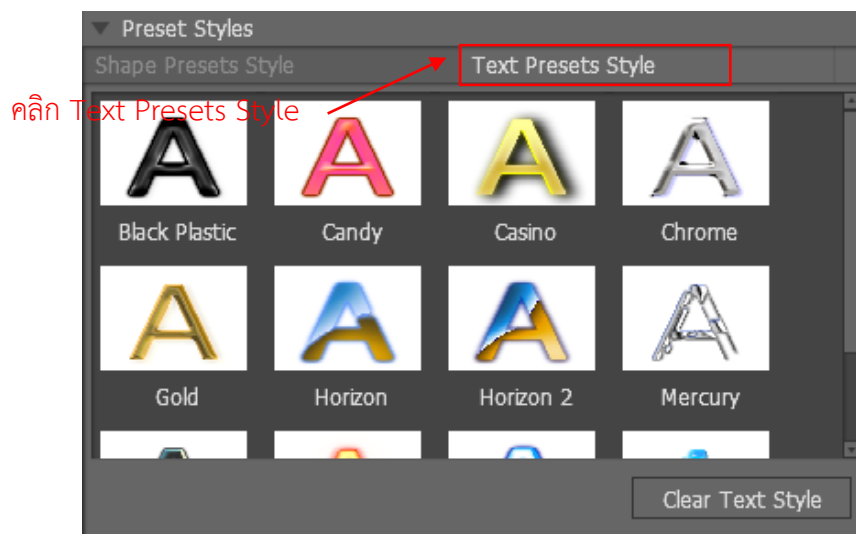 Preset Styles
Shape Presets Style
Text Presets Style
คลิก Text Presets Style
A A A A
Black Plastic Candy Casino Chrome
A A A A
Gold Horizon Horizon 2 Mercury
Clear Text Style